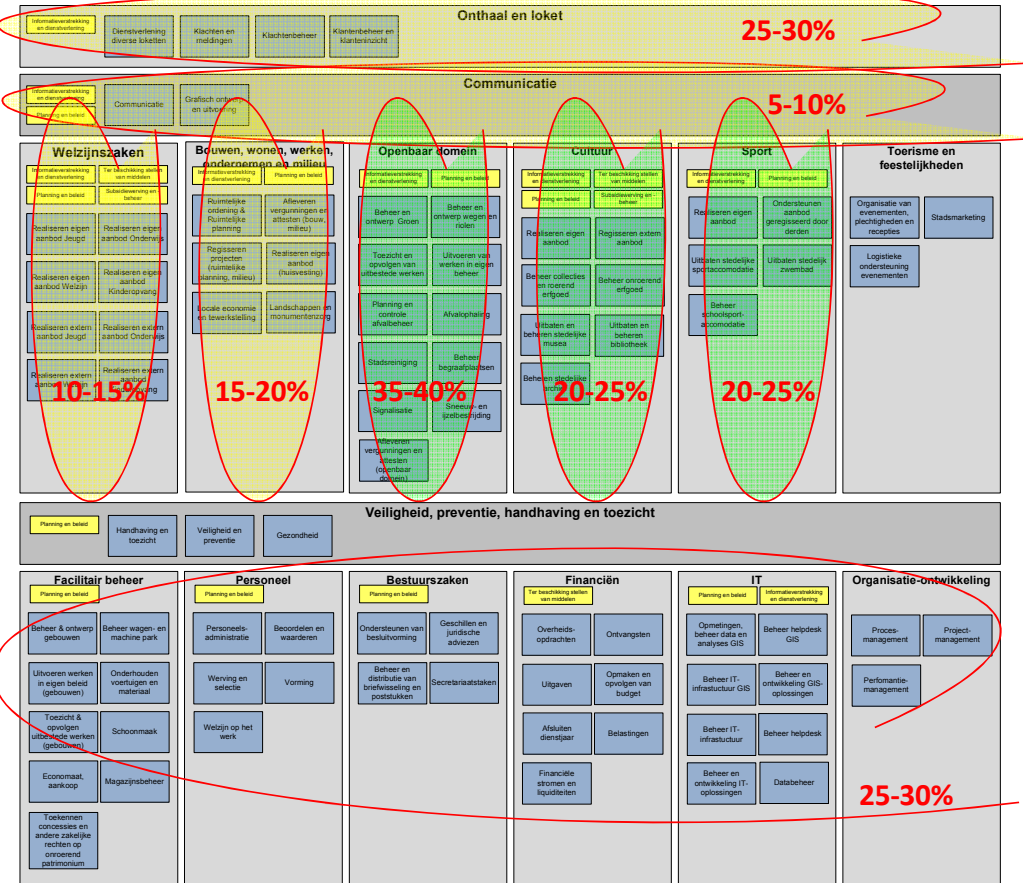 Onthaal en loket
Informatieverstrekking
en dienstverlening
Dienstverlening
diverse loketten
Klachten en
meldingen
Klachtenbeheer
Klantenbeheer en
klanteninzicht
25-30%
Communicatie
Informatieverstrekking
en dienstverlening
Planning en beleid
Communicatie
Grafisch ontwerp
en uitvoering
5-10%
Welzijnszaken
Informatieverstrekking
en dienstverlening
Ter beschikking stellen
van middelen
Planning en beleid
Subsidiewerving en -
beheer
Realiseren eigen
aanbod Jeugd
Realiseren eigen
aanbod Onderwijs
Realiseren eigen
aanbod Welzijn
Realiseren eigen
aanbod
Kinderopvang
Realiseren extern
aanbod Jeugd
Realiseren extern
aanbod Onderwijs
Realiseren extern
aanbod Welzijn
Realiseren extern
aanbod
10-15%
Bouwen, wonen, werken,
ondernemen en milieu
Informatieverstrekking
en dienstverlening
Planning en beleid
Ruimtelijke
ordening &
Ruimtelijke
planning
Afleveren
vergunningen en
attesten (bouw,
milieu)
Regisseren
projecten
(ruimelijke
planning, milieu)
Realiseren eigen
aanbod
(huisvesting)
Locale economie
en tewerkstelling
Landschappen en
monumentenzorg
15-20%
Openbaar domein
Informatieverstrekking
en dienstverlening
Planning en beleid
Beheer en
ontwerp Groen
Beheer en
ontwerp wegen en
riolen
Toezicht en
opvolgen van
uitbestede werken
Uitvoeren van
werken in eigen
beheer
Planning en
controle
afvalbeheer
Afvalophaling
Stadsreiniging
Beheer
begraafplaatsen
Signalisatie
Sneeuw- en
ijzelbestrijding
Afleveren
vergunningen en
attesten
(openbaar
domein)
35-40%
Cultuur
Informatieverstrekking
en dienstverlening
Ter beschikking stellen
van middelen
Planning en beleid
Subsidiewerving en -
beheer
Realiseren eigen
aanbod
Regisseren extern
aanbod
Beheer collecties
en roerend
erfgoed
Beheer onroerend
erfgoed
Uitbaten en
beheren stedelijke
musea
Uitbaten en
beheren
bibliotheek
Beheren stedelijke
archief
20-25%
Sport
Informatieverstrekking
en dienstverlening
Planning en beleid
Realiseren eigen
aanbod
Ondersteunen
aanbod
geregisseerd door
derden
Uitbaten stedelijke
sportaccomodatie
Uitbaten stedelijk
zwembad
Beheer
schoolsport-
accomodatie
20-25%
Toerisme en
feestelijkheden
Organisatie van
evenementen,
plechtigheden en
recepties
Stadsmarketing
Logistieke
ondersteuning
evenementen
Veiligheid, preventie, handhaving en toezicht
Planning en beleid
Handhaving en
toezicht
Veiligheid en
preventie
Gezondheid
Facilitair beheer
Planning en beleid
Beheer & ontwerp
gebouwen
Beheer wagen- en
machine park
Uitvoeren werken
in eigen beleid
(gebouwen)
Onderhouden
voertuigen en
materiaal
Toezicht &
opvolgen
uitbestede werken
(gebouwen)
Schoonmaak
Economaat,
aankoop
Magazijnsbeheer
Toekennen
concessies en
andere zakelijke
rechten op
onroerend
patrimonium
Personeel
Planning en beleid
Personeels-
administratie
Beoordelen en
waarderen
Werving en
selectie
Vorming
Welzijn op het
werk
Bestuurszaken
Planning en beleid
Ondersteunen van
besluitvorming
Geschillen en
juridische
adviezen
Beheer en
distributie van
briefwisseling en
poststukken
Secretariaatstaken
Financiën
Ter beschikking stellen
van middelen
Overheids-
opdrachten
Ontvangsten
Uitgaven
Opmaken en
opvolgen van
budget
Afsluiten
dienstjaar
Belastingen
Financiële
stromen en
liquiditeiten
IT
Planning en beleid
Informatieverstrekking
en dienstverlening
Opmetingen,
beheer data en
analyses GIS
Beheer helpdesk
GIS
Beheer IT-
infrastuctuur GIS
Beheer en
ontwikkeling GIS-
oplossingen
Beheer IT-
infrastuctuur
Beheer helpdesk
Beheer en
ontwikkeling IT-
oplossingen
Databeheer
Organisatie-ontwikkeling
Proces-
management
Project-
management
Perfomantie-
management
25-30%